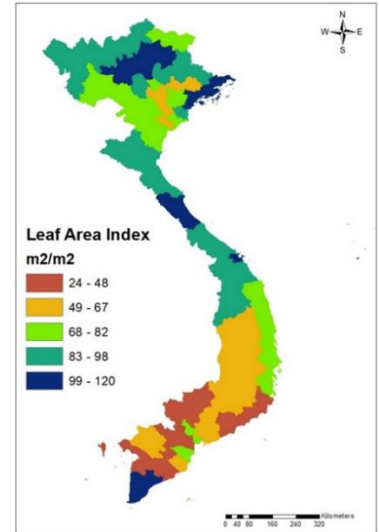 N
W E
S
Leaf Area Index
m2/m2
24 - 48
49 - 67
68 - 82
83 - 98
99 - 120
Kilometers
0 40 80 160 240 320